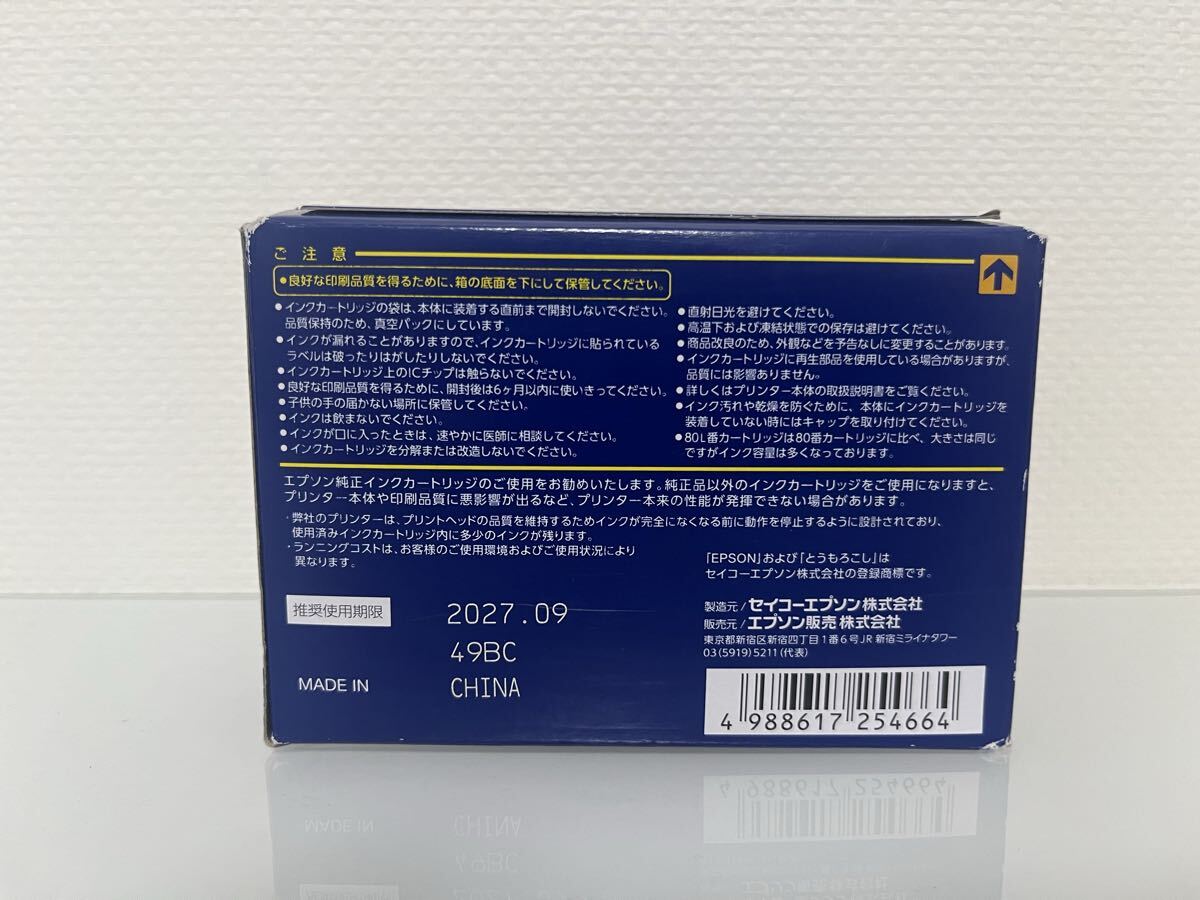 ご注意
●良好な印刷品質を得るために、箱の底面を下にして保管してください。
●インクカートリッジの袋は、本体に装着する直前まで開封しないでください。
品質保持のため、真空パックにしています。
●インクが漏れることがありますので、インクカートリッジに貼られている
ラベルは破ったりはがしたりしないでください。
●インクカートリッジ上のICチップは触らないでください。
●良好な印刷品質を得るために、開封後は6ヶ月以内に使いきってください。
●子供の手の届かない場所に保管してください。
●インクは飲まないでください。
●インクが口に入ったときは、速やかに医師に相談してください。
●インクカートリッジを分解または改造しないでください。
●直射日光を避けてください。
●高温下および凍結状態での保存は避けてください。
●商品改良のため、外観などを予告なしに変更することがあります。
●インクカートリッジに再生部品を使用している場合がありますが、
品質には影響ありません。
●詳しくはプリンター本体の取扱説明書をご覧ください。
●インク汚れや乾燥を防ぐために、本体にインクカートリッジを
装着していない時にはキャップを取り付けてください。
●80L番カートリッジは80番カートリッジに比べ、大きさは同じ
ですがインク容量は多くなっております。
エプソン純正インクカートリッジのご使用をお勧めいたします。純正品以外のインクカートリッジをご使用になりますと、
プリンター本体や印刷品質に悪影響が出るなど、プリンター本来の性能が発揮できない場合があります。
・弊社のプリンターは、プリントヘッドの品質を維持するためインクが完全になくなる前に動作を停止するように設計されており、
使用済みインクカートリッジ内に多少のインクが残ります。
・ランニングコストは、お客様のご使用環境およびご使用状況により
異なります。
「EPSON」および「とうもろこし」は
セイコーエプソン株式会社の登録商標です。
推奨使用期限 2027.09
49BC
MADE IN CHINA
製造元/セイコーエプソン株式会社
販売元/エプソン販売株式会社
東京都新宿区新宿四丁目1番6号JR新宿ミライナタワー
03(5919)5211(代表)
4 988617 254664